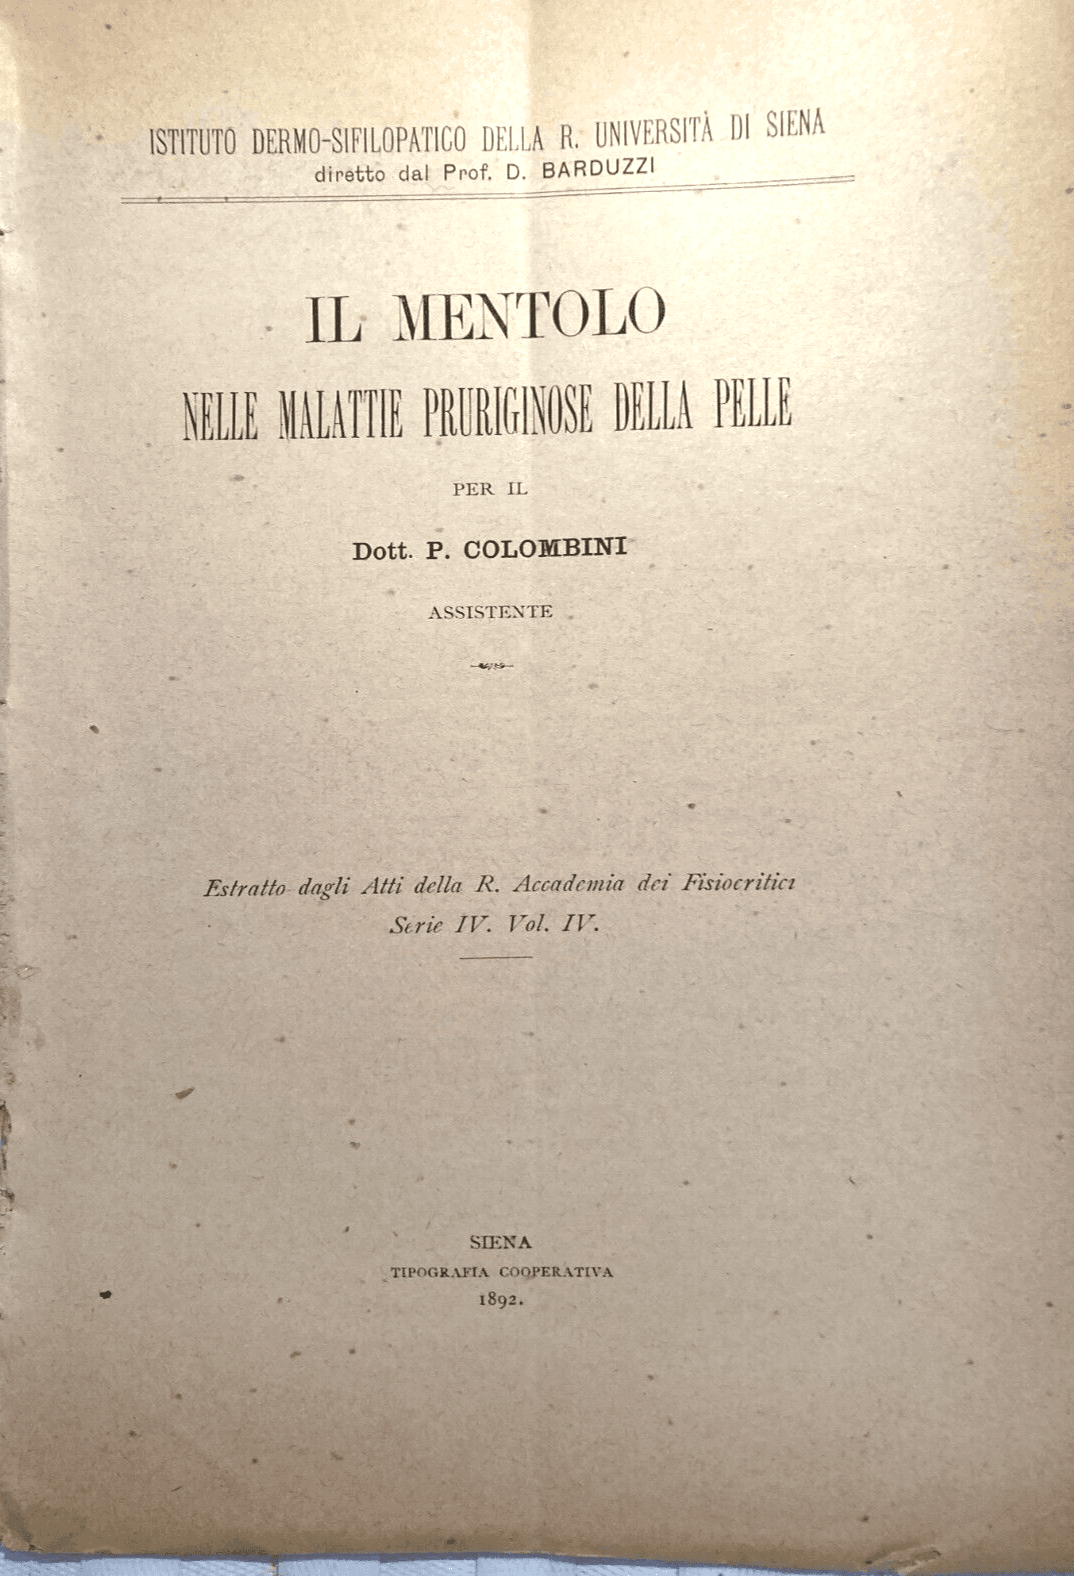 ISTITUTO DERMO-SIFILOPATICO DELLA R. UNIVERSITÀ DI SIENA
diretto dal Prof. D. BARDUZZI
IL MENTOLO
NELLE MALATTIE PRURIGINOSE DELLA PELLE
PER IL
Dott. P. COLOMBINI
ASSISTENTE
Estratto dagli Atti della R. Accademia dei Fisiocritici
Serie IV. Vol. IV.
SIENA
TIPOGRAFIA COOPERATIVA
1892.